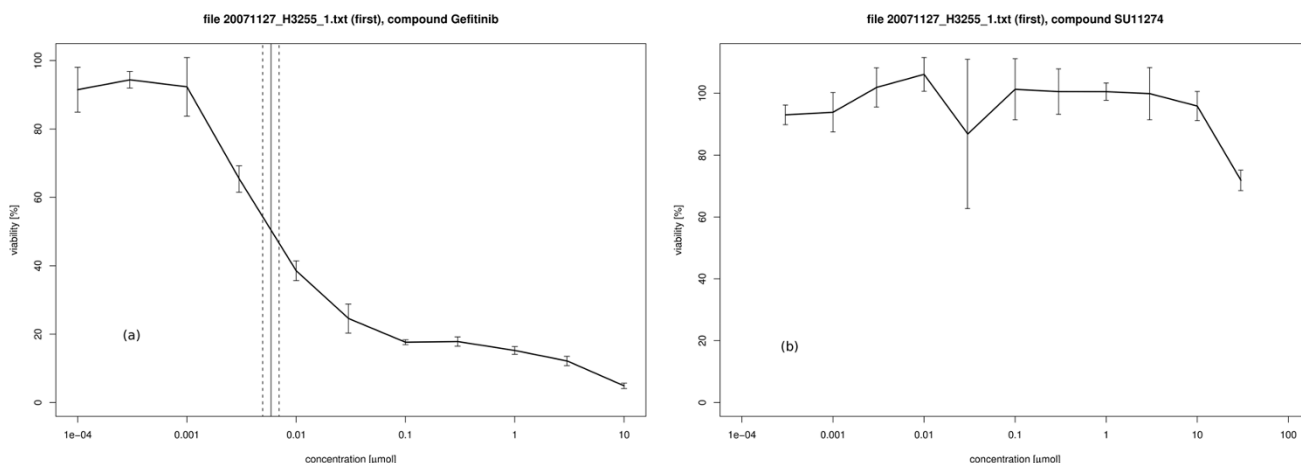 file 20071127_H3255_1.txt (first), compound Gefitinib
100
80
60
40
20
0
viability [%]
(a)
1e−04 0.001 0.01 0.1 1 10
concentration [µmol]
file 20071127_H3255_1.txt (first), compound SU11274
100
80
60
40
20
0
viability [%]
(b)
1e−04 0.001 0.01 0.1 1 10 100
concentration [µmol]